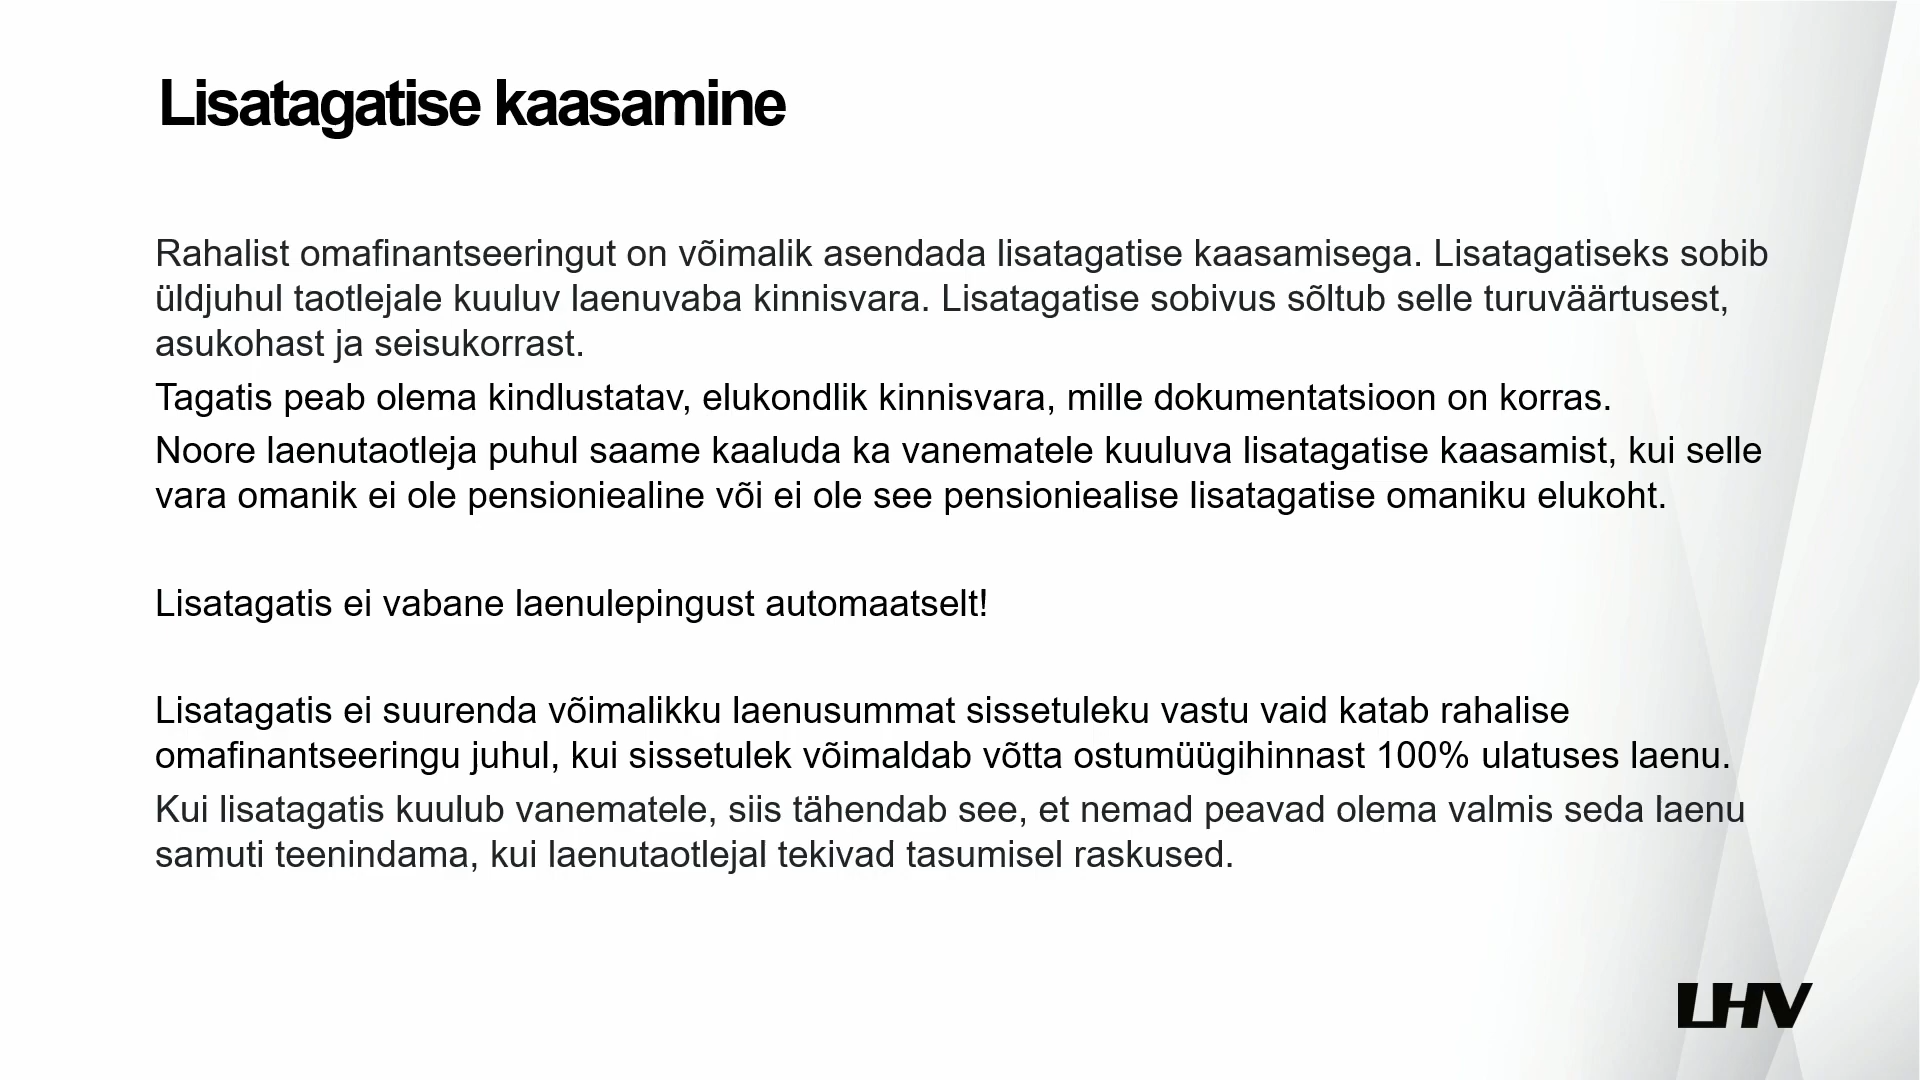 Lisatagatise kaasamine
Rahalist omafinantseeringut on võimalik asendada lisatagatise kaasamisega. Lisatagatiseks sobib
üldjuhul taotlejale kuuluv laenuvaba kinnisvara. Lisatagatise sobivus sõltub selle turuväärtusest,
asukohast ja seisukorrast.
Tagatis peab olema kindlustatav, elukondlik kinnisvara, mille dokumentatsioon on korras.
Noore laenutaotleja puhul saame kaaluda ka vanematele kuuluva lisatagatise kaasamist, kui selle
vara omanik ei ole pensioniealine või ei ole see pensioniealise lisatagatise omaniku elukoht.
Lisatagatis ei vabane laenulepingust automaatselt!
Lisatagatis ei suurenda võimalikku laenusummat sissetuleku vastu vaid katab rahalise
omafinantseeringu juhul, kui sissetulek võimaldab võtta ostumüügihinnast 100% ulatuses laenu.
Kui lisatagatis kuulub vanematele, siis tähendab see, et nemad peavad olema valmis seda laenu
samuti teenindama, kui laenutaotlejal tekivad tasumisel raskused.
LHV